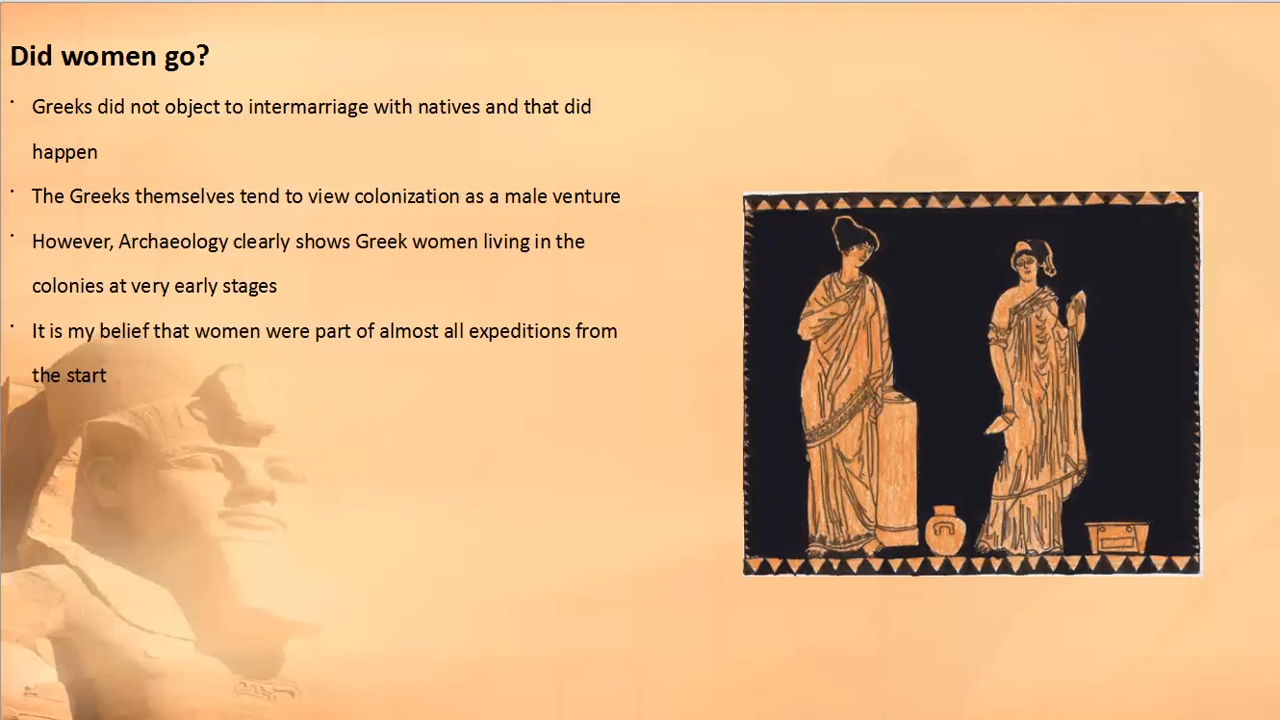 Did women go?
· Greeks did not object to intermarriage with natives and that did
happen
· The Greeks themselves tend to view colonization as a male venture
· However, Archaeology clearly shows Greek women living in the
colonies at very early stages
· It is my belief that women were part of almost all expeditions from
the start